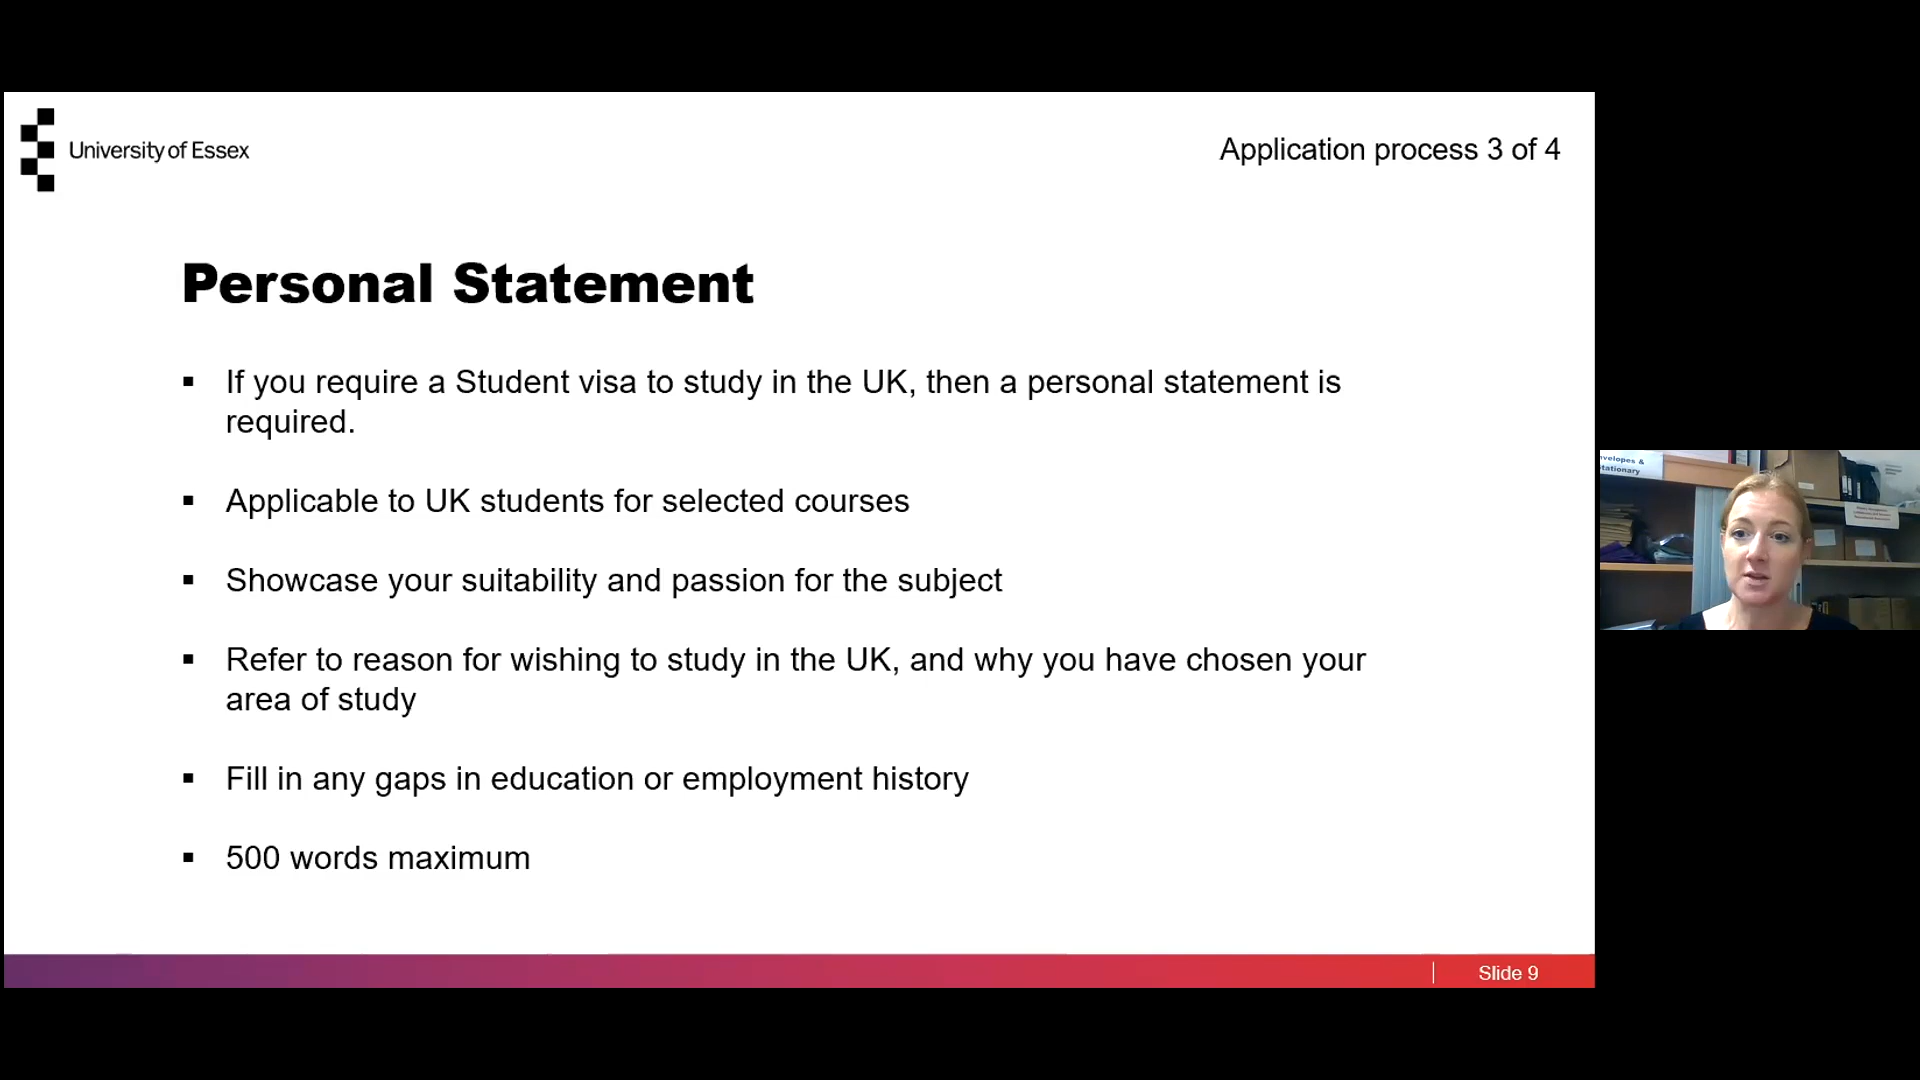 University of Essex
Application process 3 of 4
Personal Statement
▪ If you require a Student visa to study in the UK, then a personal statement is
required.
▪ Applicable to UK students for selected courses
▪ Showcase your suitability and passion for the subject
▪ Refer to reason for wishing to study in the UK, and why you have chosen your
area of study
▪ Fill in any gaps in education or employment history
▪ 500 words maximum
Slide 9
nvelopes &
tationary